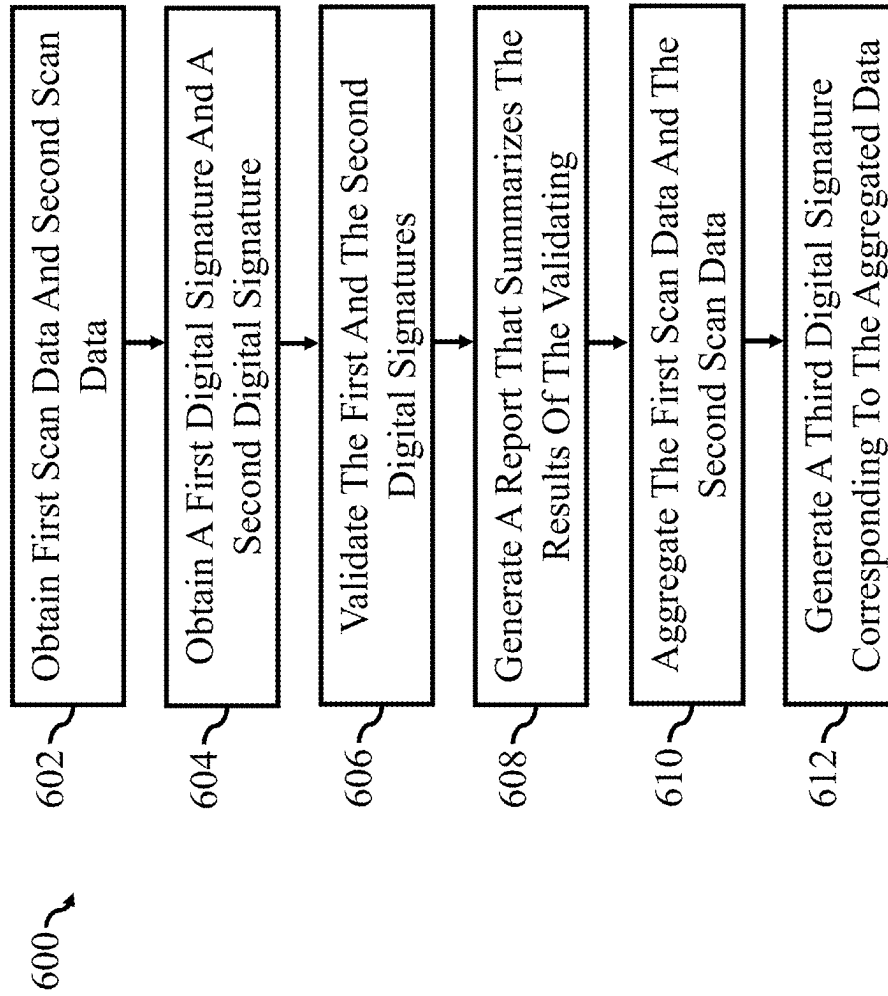 600
602
Obtain First Scan Data And Second Scan
Data
604
Obtain A First Digital Signature And A
Second Digital Signature
606
Validate The First And The Second
Digital Signatures
608
Generate A Report That Summarizes The
Results Of The Validating
610
Aggregate The First Scan Data And The
Second Scan Data
612
Generate A Third Digital Signature
Corresponding To The Aggregated Data